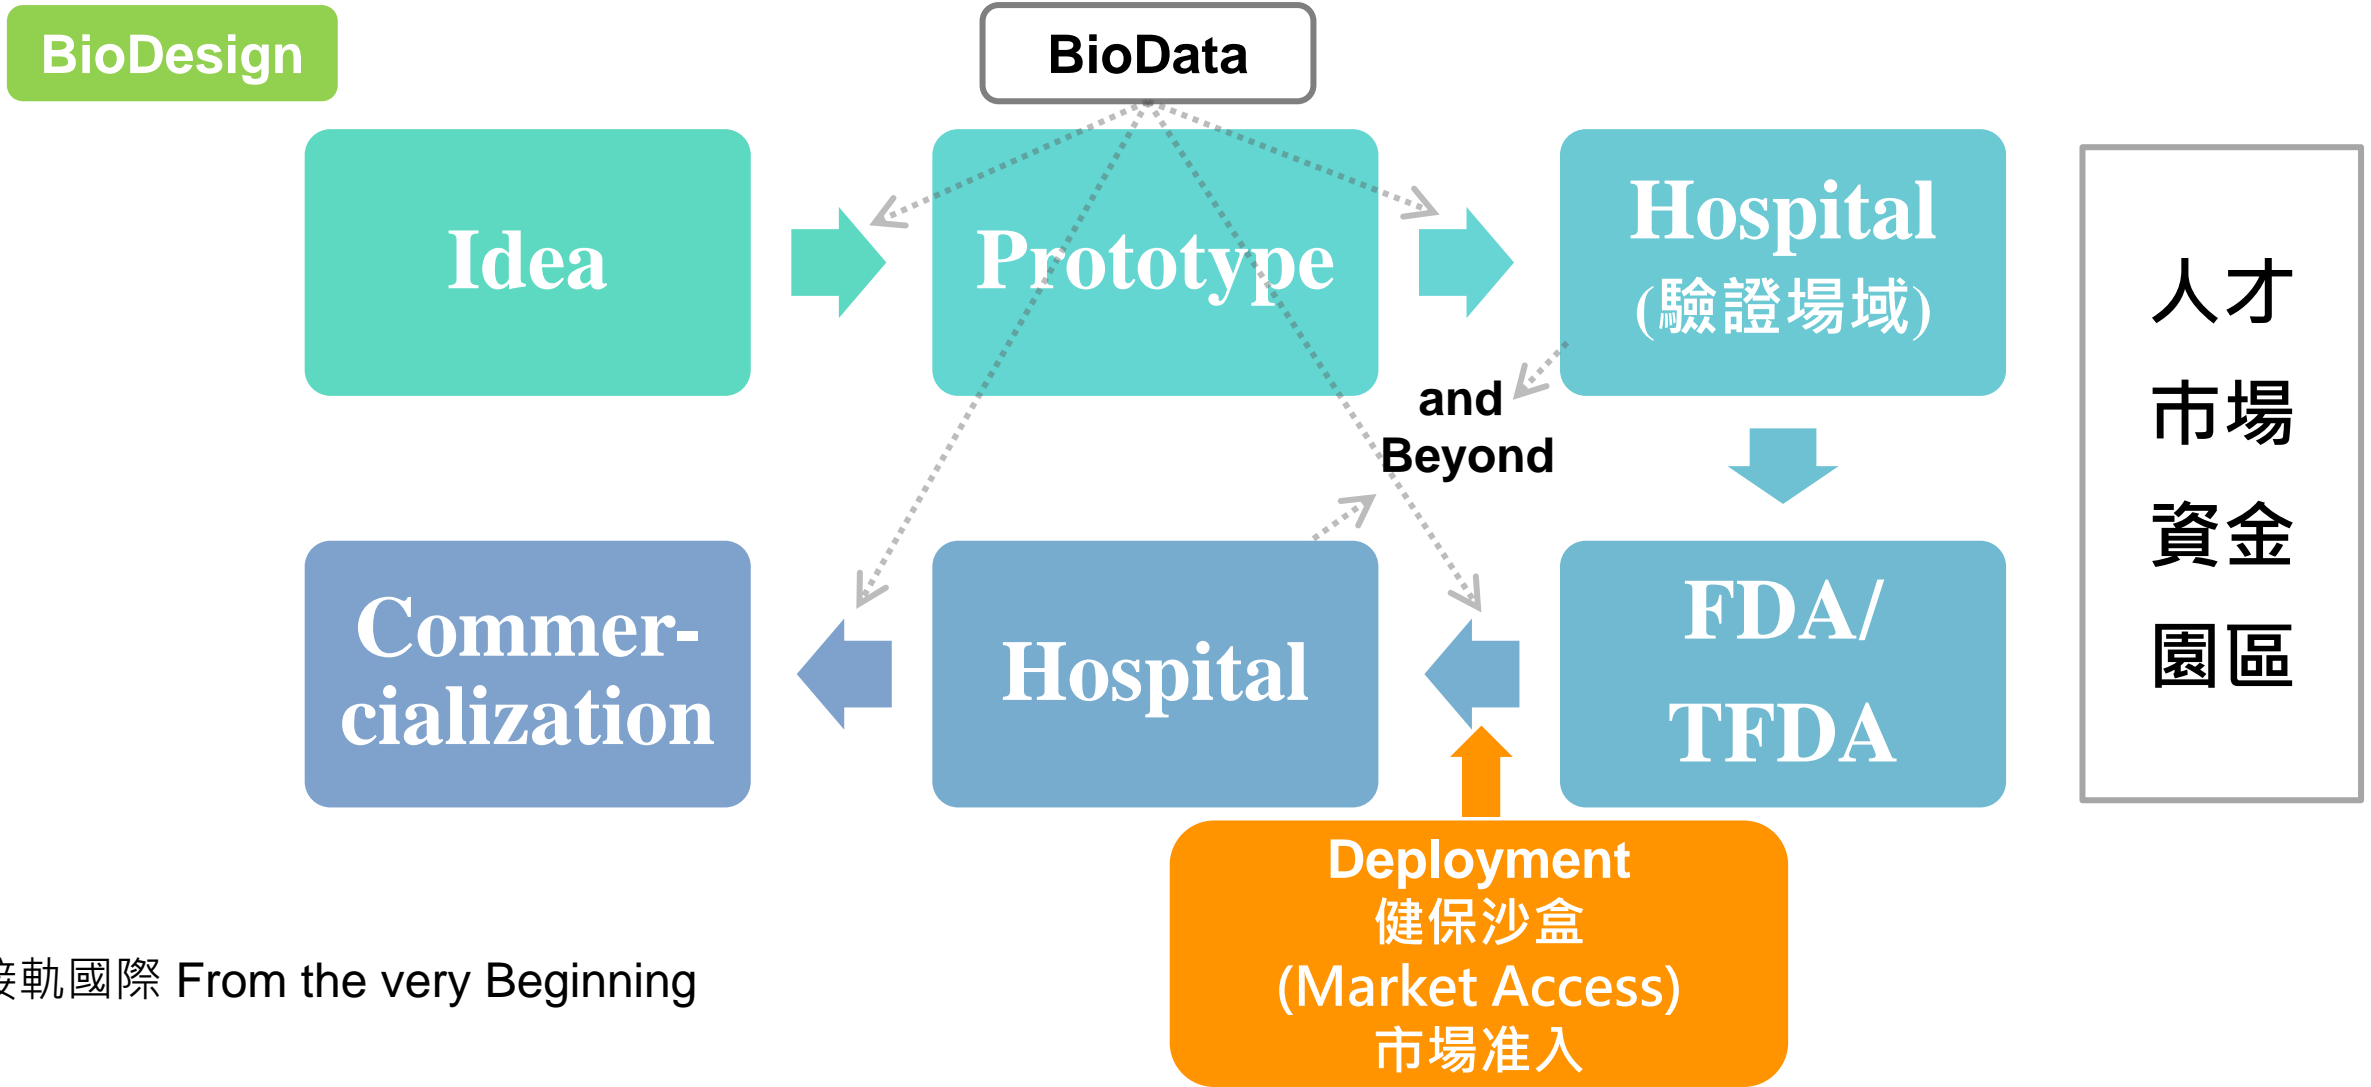 BioDesign
BioData
Idea
Prototype
Hospital
(驗證場域)
and
Beyond
人才
市場
資金
園區
Commer-
cialization
Hospital
FDA/
TFDA
Deployment
健保沙盒
(Market Access)
市場准入
接軌國際 From the very Beginning